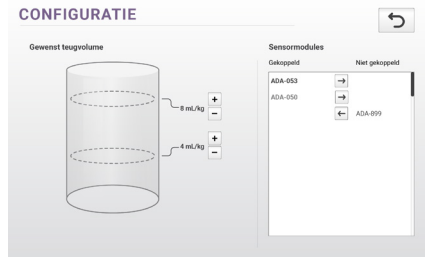 CONFIGURATIE
Gewenst teugvolume
8 mL/kg
+
−
4 mL/kg
+
−
Sensormodules
Gekoppeld Niet gekoppeld
ADA-053 →
ADA-050 →
← ADA-899